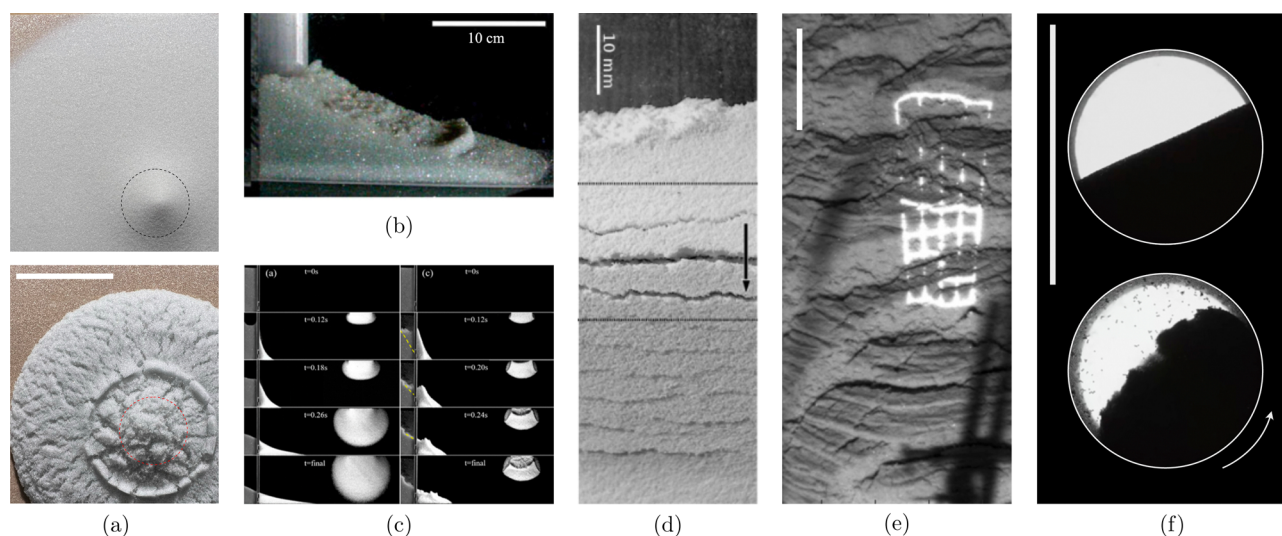 10 cm
(b)
(a)
t=0s
(c)
t=0s
t=0.12s
t=0.12s
t=0.18s
t=0.20s
t=0.26s
t=0.24s
t=final
t=final
10 mm
(a)
(c)
(d)
(e)
(f)